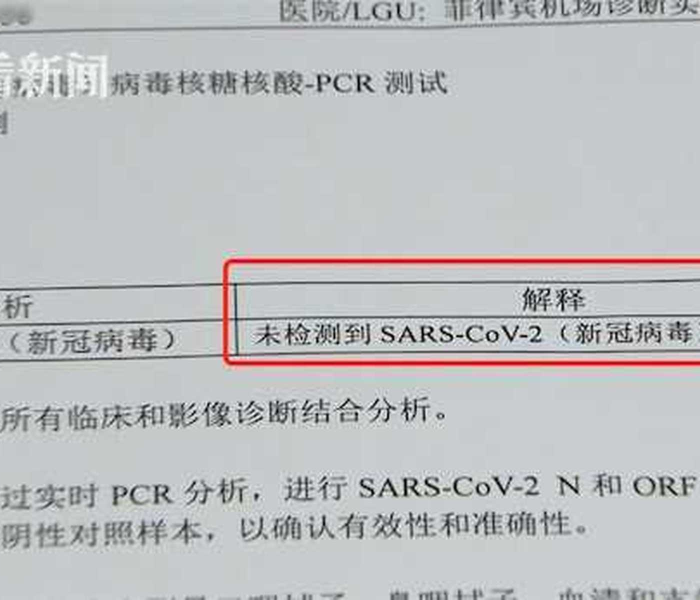 医院/LGU: 菲律宾机场诊断实
看新闻
病毒核糖核酸-PCR 测试
测
析
解释
（新冠病毒）
未检测到 SARS-CoV-2（新冠病毒
所有临床和影像诊断结合分析。
过实时 PCR 分析，进行 SARS-CoV-2 N 和 ORF
阴性对照样本，以确认有效性和准确性。